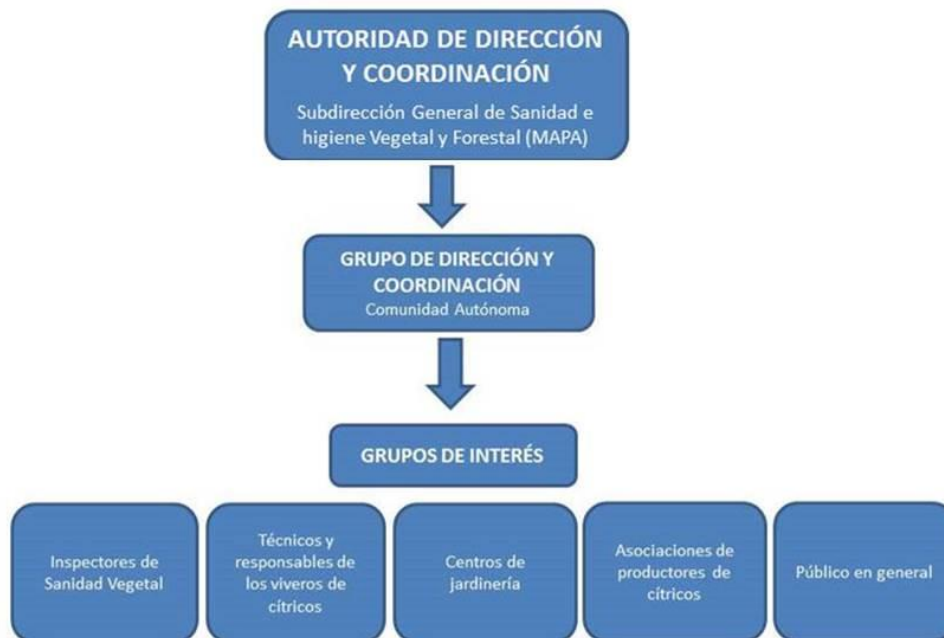 AUTORIDAD DE DIRECCIÓN
Y COORDINACIÓN
Subdirección General de Sanidad e
higiene Vegetal y Forestal (MAPA)
GRUPO DE DIRECCIÓN Y
COORDINACIÓN
Comunidad Autónoma
GRUPOS DE INTERÉS
Inspectores de
Sanidad Vegetal
Técnicos y
responsables de
los viveros de
cítricos
Centros de
jardinería
Asociaciones de
productores de
cítricos
Público en general